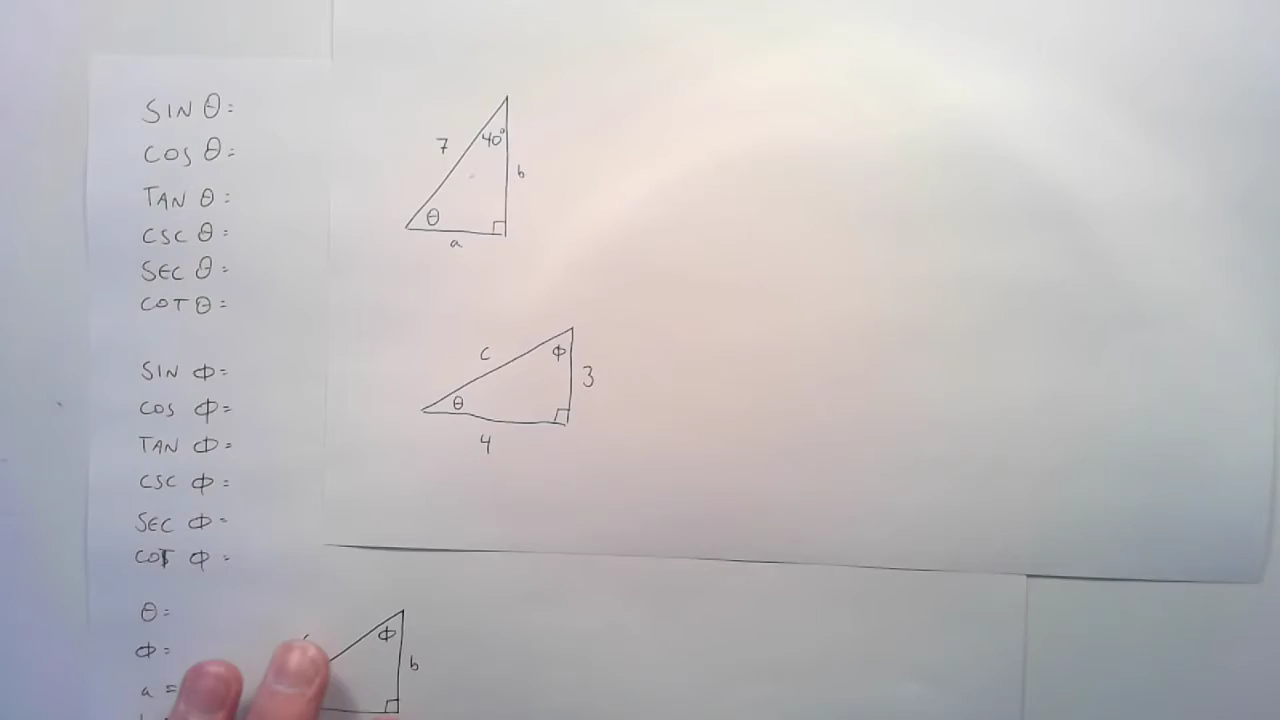 SIN θ=
COS θ=
TAN θ=
CSC θ=
SEC θ=
COT θ=
SIN ϕ=
COS ϕ=
TAN ϕ=
CSC ϕ=
SEC ϕ=
COT ϕ=
θ=
ϕ=
a =
7
40°
b
θ
a
c
ϕ
3
θ
4
ϕ
b